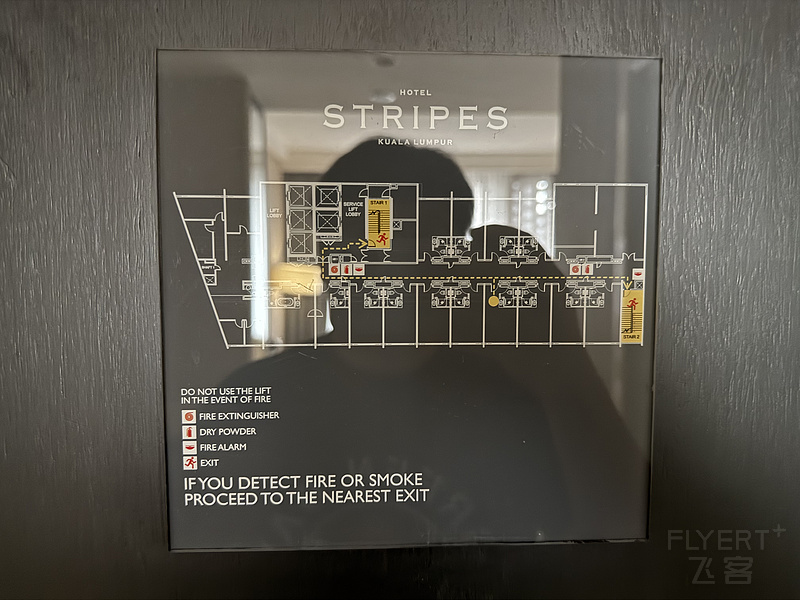 HOTEL
STRIPES
KUALA LUMPUR
LIFT
LOBBY
SERVICE
LIFT
LOBBY
STAIR 1
STAIR 2
DO NOT USE THE LIFT
IN THE EVENT OF FIRE
FIRE EXTINGUISHER
DRY POWDER
FIRE ALARM
EXIT
IF YOU DETECT FIRE OR SMOKE
PROCEED TO THE NEAREST EXIT
FLYERT+
飞客